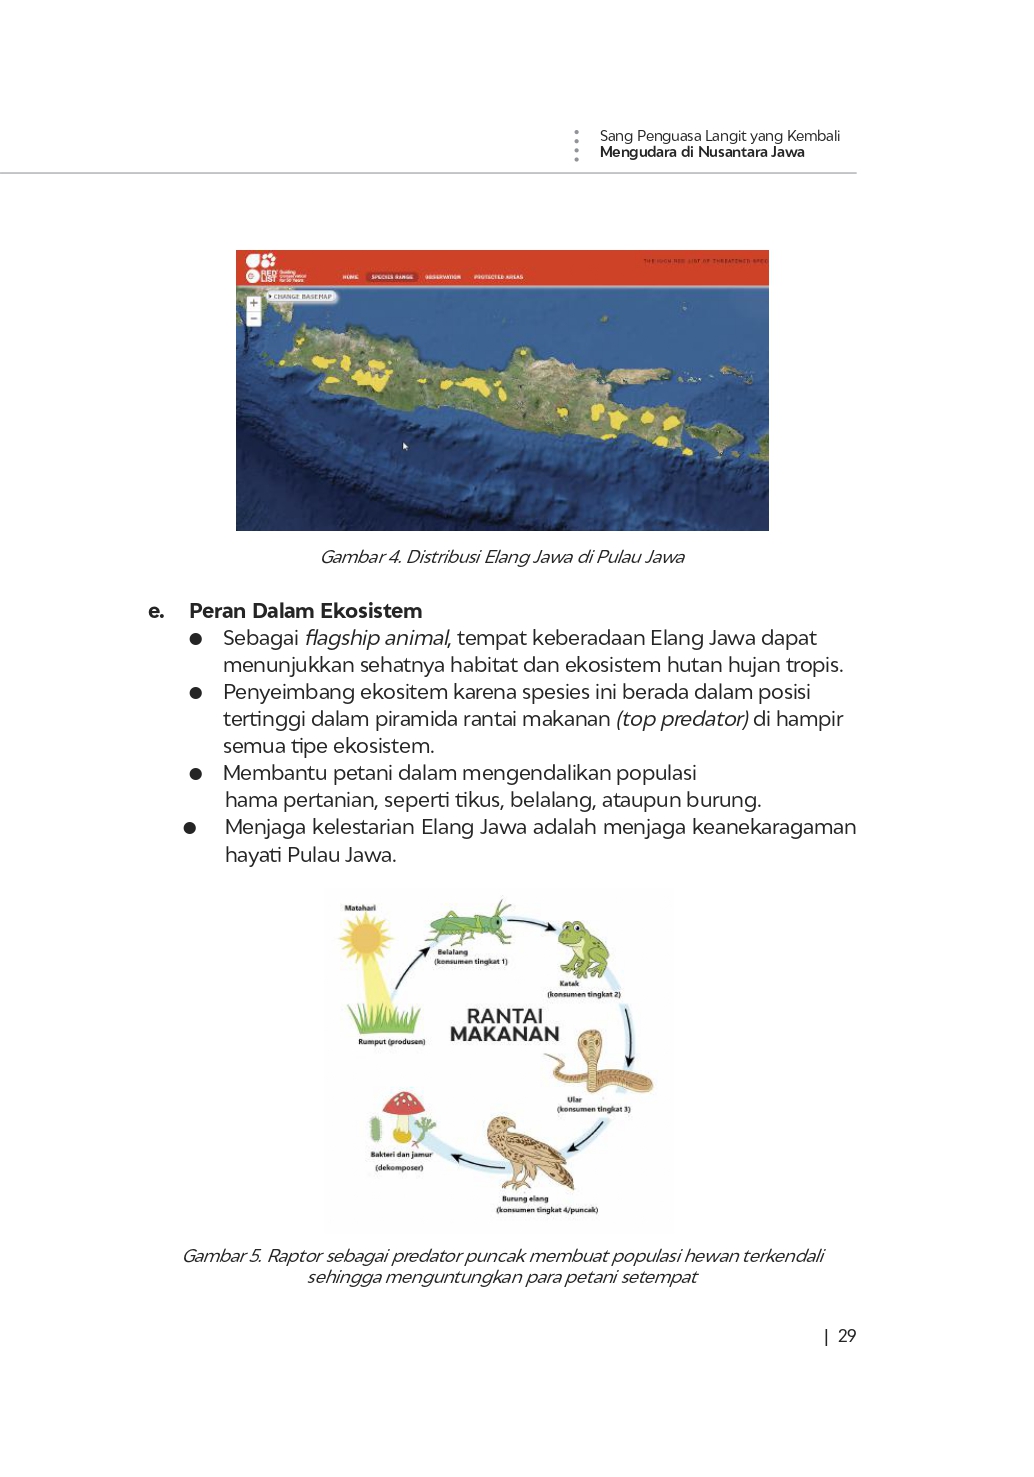 Sang Penguasa Langit yang Kembali
Mengudara di Nusantara Jawa
THE IUCN RED LIST OF THREATENED SPEC
RED
LIST
HOME SPECIES RANGE OBSERVATION PROTECTED AREAS
CHANGE BASEMAP
Gambar 4. Distribusi Elang Jawa di Pulau Jawa
e. Peran Dalam Ekosistem
● Sebagai flagship animal, tempat keberadaan Elang Jawa dapat
menunjukkan sehatnya habitat dan ekosistem hutan hujan tropis.
● Penyeimbang ekositem karena spesies ini berada dalam posisi
tertinggi dalam piramida rantai makanan (top predator) di hampir
semua tipe ekosistem.
● Membantu petani dalam mengendalikan populasi
hama pertanian, seperti tikus, belalang, ataupun burung.
● Menjaga kelestarian Elang Jawa adalah menjaga keanekaragaman
hayati Pulau Jawa.
Matahari
Belalang
(konsumen tingkat 1)
Katak
(konsumen tingkat 2)
RANTAI
MAKANAN
Rumput (produsen)
Ular
(konsumen tingkat 3)
Bakteri dan jamur
(dekomposer)
Burung elang
(konsumen tingkat 4/puncak)
Gambar 5. Raptor sebagai predator puncak membuat populasi hewan terkendali
sehingga menguntungkan para petani setempat
| 29